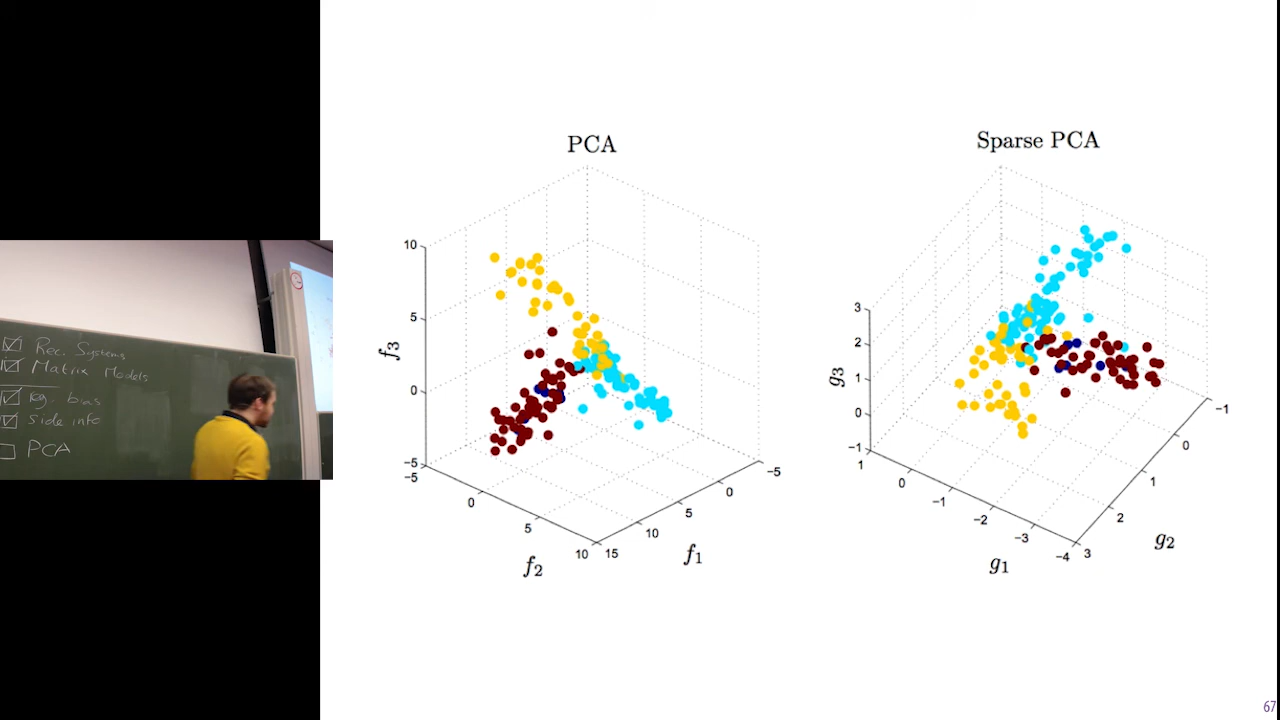 Rec. Systems
Matrix Models
reg. bias
side info
PCA
PCA
10
5
0
−5
f3
−5
0
5
10
f2
15
10
5
0
−5
f1
Sparse PCA
3
2
1
0
−1
g3
1
0
−1
−2
−3
−4
g1
3
2
1
0
−1
g2
67